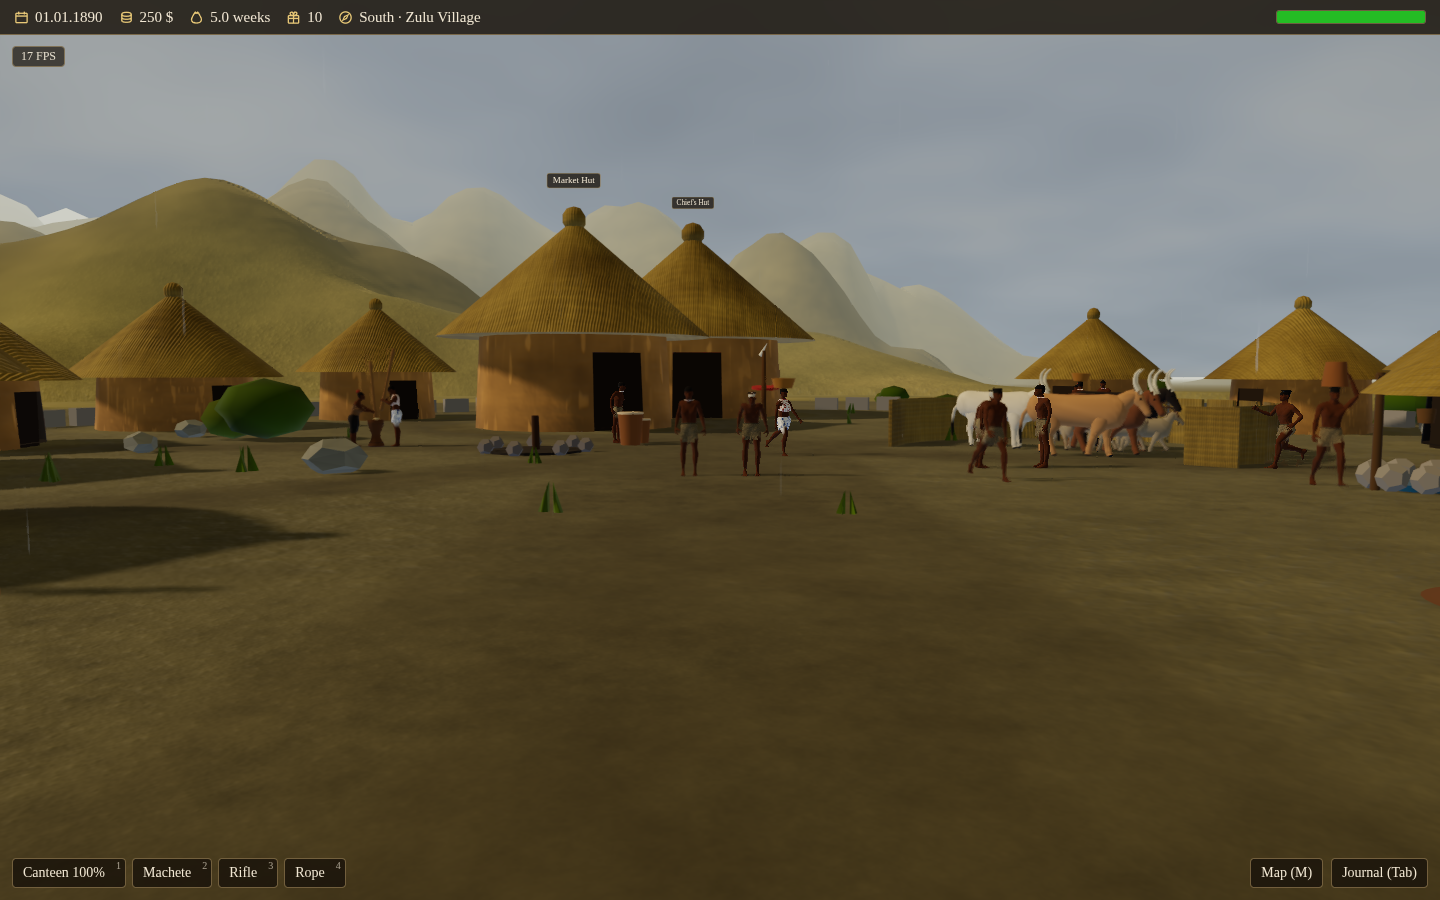 01.01.1890 250 $ 5.0 weeks 10 South · Zulu Village
17 FPS
Market Hut
Chief's Hut
Canteen 100% 1 Machete 2 Rifle 3 Rope 4 Map (M) Journal (Tab)